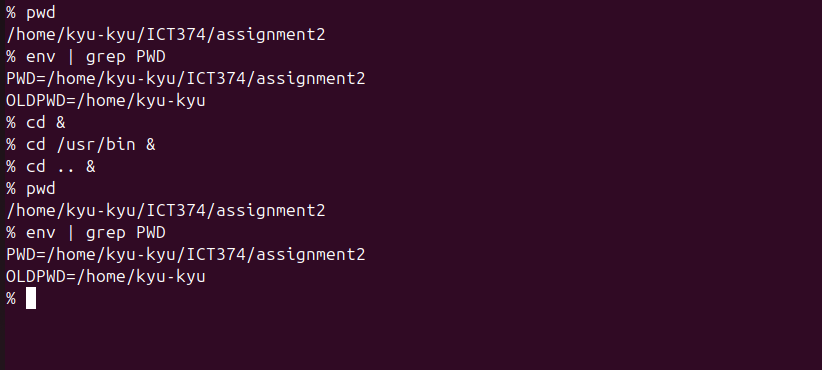 % pwd
/home/kyu-kyu/ICT374/assignment2
% env | grep PWD
PWD=/home/kyu-kyu/ICT374/assignment2
OLDPWD=/home/kyu-kyu
% cd &
% cd /usr/bin &
% cd .. &
% pwd
/home/kyu-kyu/ICT374/assignment2
% env | grep PWD
PWD=/home/kyu-kyu/ICT374/assignment2
OLDPWD=/home/kyu-kyu
%